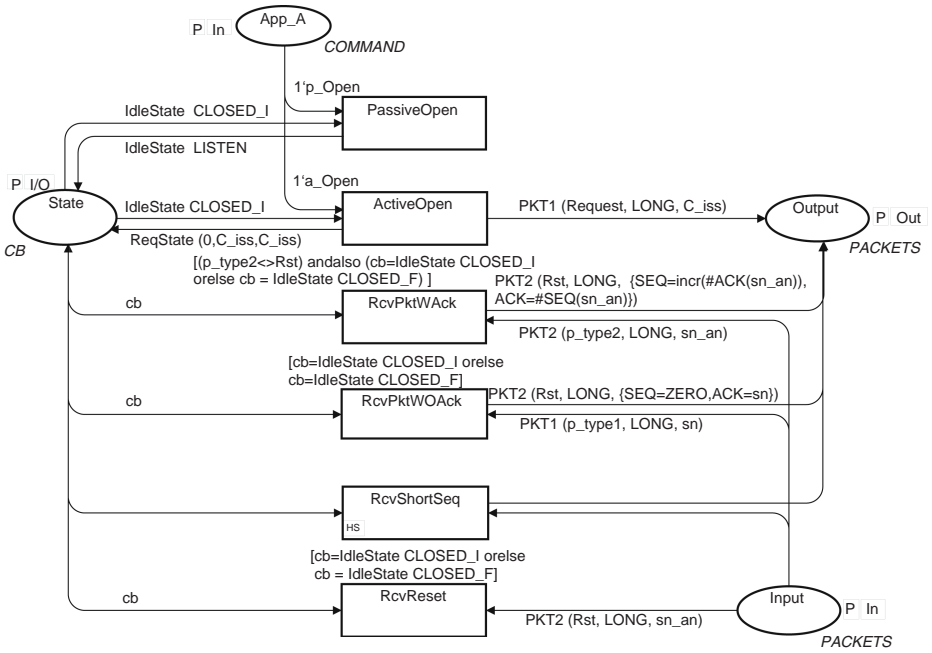 App_A
P In
COMMAND
1‘p_Open
IdleState CLOSED_I
PassiveOpen
IdleState LISTEN
P I/O
State
CB
1‘a_Open
IdleState CLOSED_I
ActiveOpen
ReqState (0,C_iss,C_iss)
PKT1 (Request, LONG, C_iss)
Output
P Out
PACKETS
[(p_type2<>Rst) andalso (cb=IdleState CLOSED_I
orelse cb = IdleState CLOSED_F) ]
PKT2 (Rst, LONG, {SEQ=incr(#ACK(sn_an)),
ACK=#SEQ(sn_an)})
cb
RcvPktWAck
PKT2 (p_type2, LONG, sn_an)
[cb=IdleState CLOSED_I orelse
cb=IdleState CLOSED_F]
PKT2 (Rst, LONG, {SEQ=ZERO,ACK=sn})
cb
RcvPktWOAck
PKT1 (p_type1, LONG, sn)
RcvShortSeq
HS
[cb=IdleState CLOSED_I orelse
cb = IdleState CLOSED_F]
cb
RcvReset
PKT2 (Rst, LONG, sn_an)
Input
P In
PACKETS